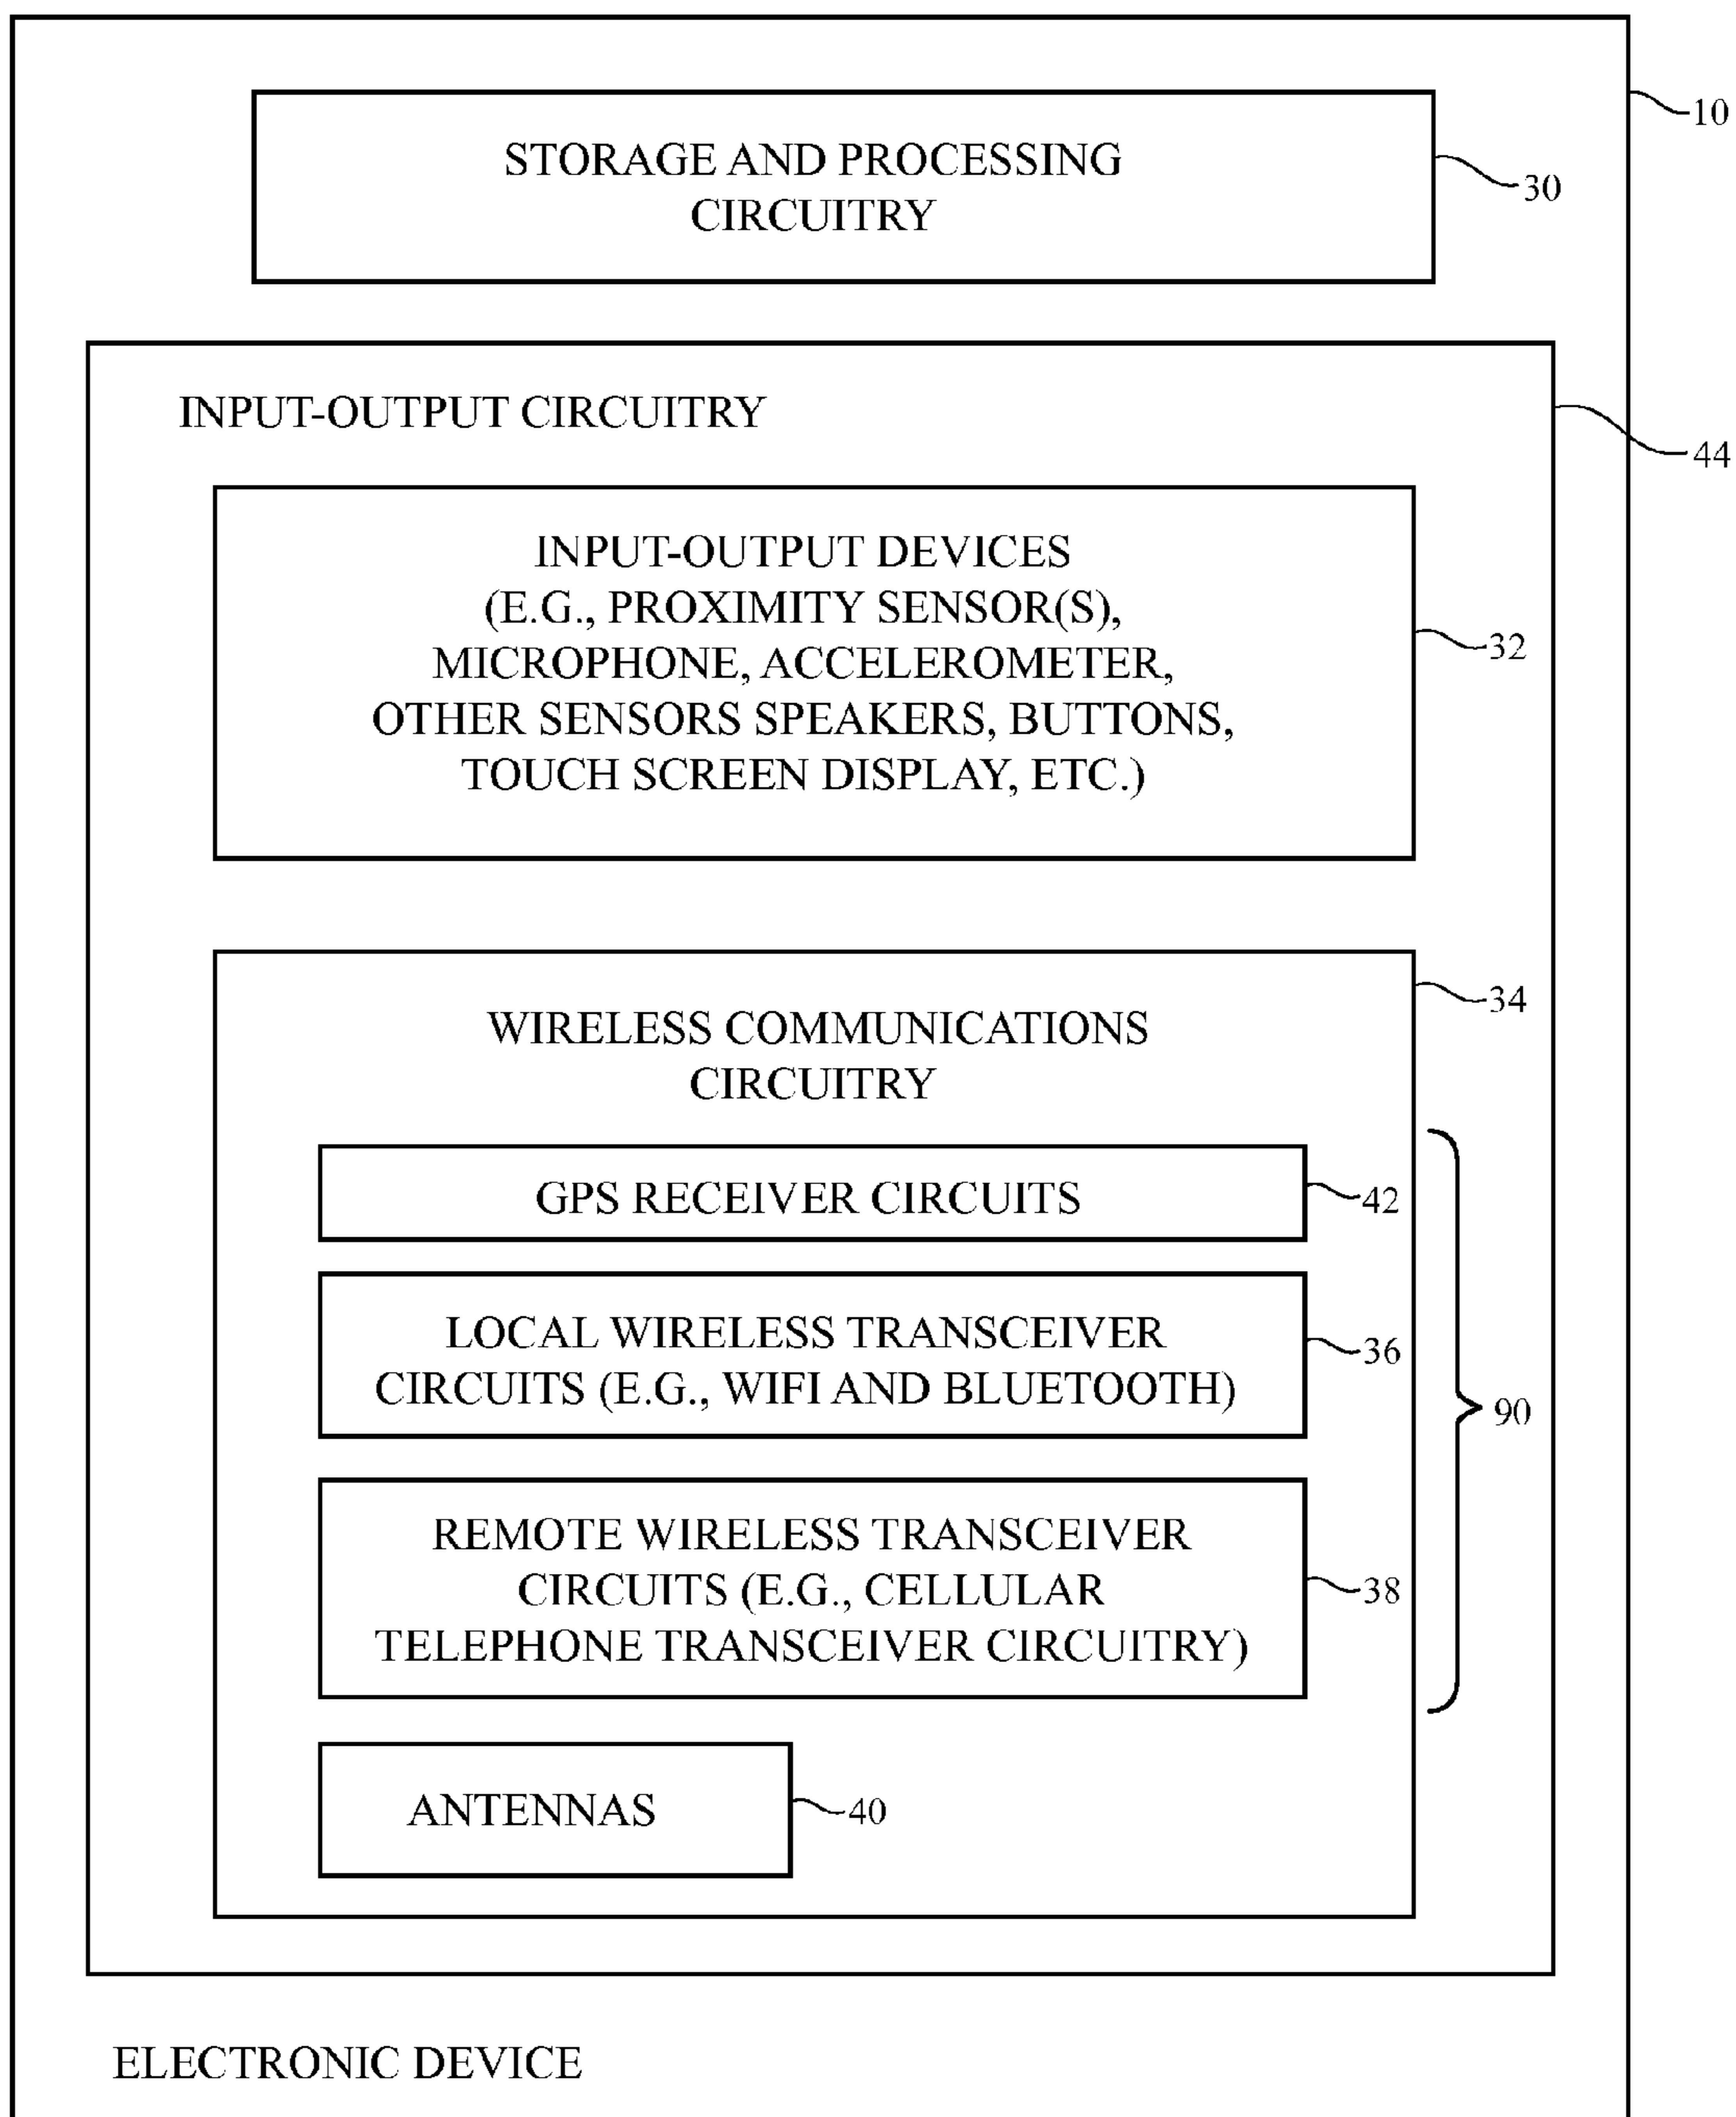 10
STORAGE AND PROCESSING
CIRCUITRY
30
INPUT-OUTPUT CIRCUITRY
44
INPUT-OUTPUT DEVICES
(E.G., PROXIMITY SENSOR(S),
MICROPHONE, ACCELEROMETER,
OTHER SENSORS SPEAKERS, BUTTONS,
TOUCH SCREEN DISPLAY, ETC.)
32
WIRELESS COMMUNICATIONS
CIRCUITRY
34
GPS RECEIVER CIRCUITS
42
LOCAL WIRELESS TRANSCEIVER
CIRCUITS (E.G., WIFI AND BLUETOOTH)
36
90
REMOTE WIRELESS TRANSCEIVER
CIRCUITS (E.G., CELLULAR
TELEPHONE TRANSCEIVER CIRCUITRY)
38
ANTENNAS
40
ELECTRONIC DEVICE